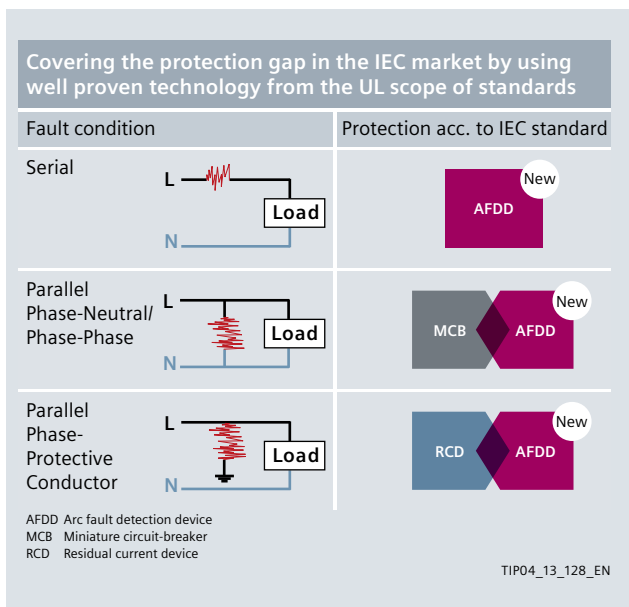 Covering the protection gap in the IEC market by using
well proven technology from the UL scope of standards
Fault condition
Protection acc. to IEC standard
Serial
L
Load
N
AFDD
New
Parallel
Phase-Neutral/
Phase-Phase
L
Load
N
MCB
AFDD
New
Parallel
Phase-
Protective
Conductor
L
Load
N
RCD
AFDD
New
AFDD Arc fault detection device
MCB Miniature circuit-breaker
RCD Residual current device
TIP04_13_128_EN